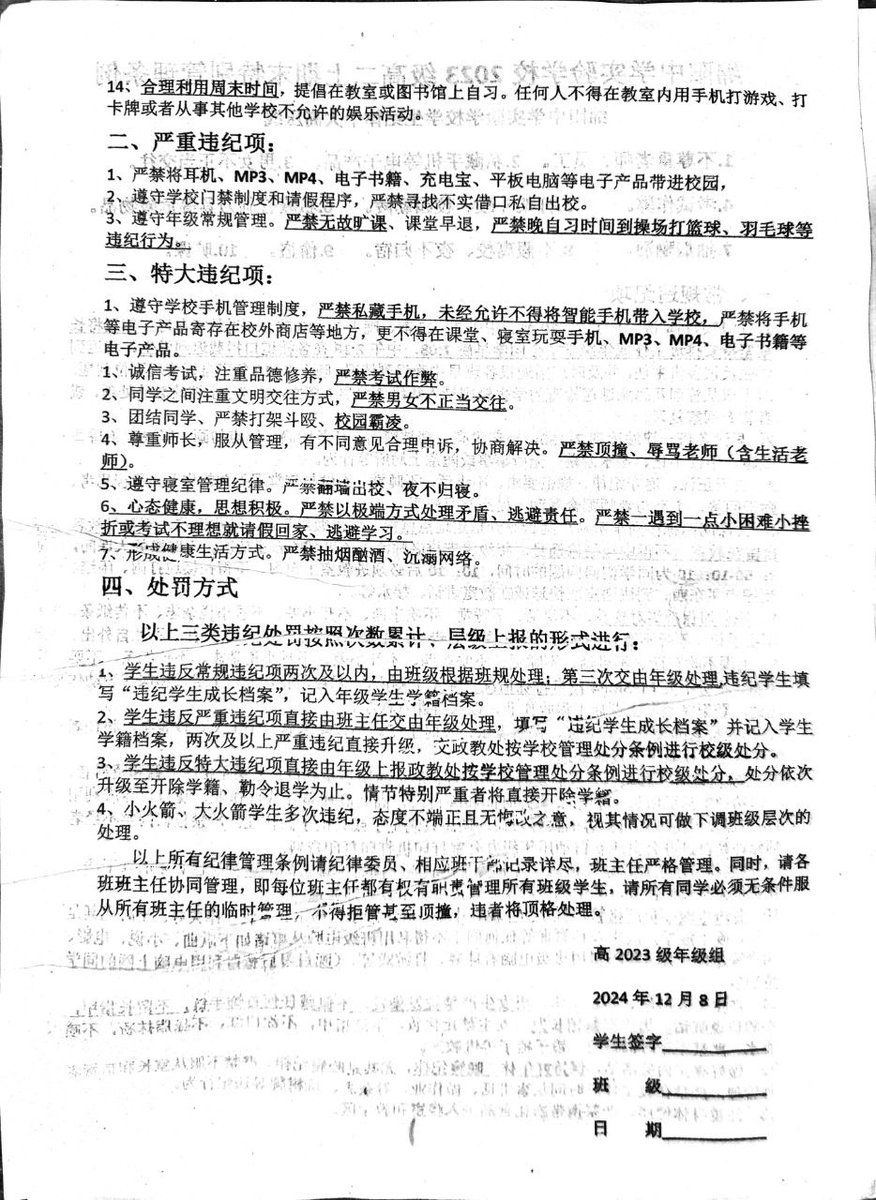 14：合理利用周末时间，提倡在教室或图书馆上自习。任何人不得在教室内用手机打游戏、打
卡牌或者从事其他学校不允许的娱乐活动。
二、严重违纪项：
1、严禁将耳机、MP3、MP4、电子书籍、充电宝、平板电脑等电子产品带进校园，
2、遵守学校门禁制度和请假程序，严禁寻找不实借口私自出校。
3、遵守年级常规管理。严禁无故旷课、课堂早退，严禁晚自习时间到操场打篮球、羽毛球等
违纪行为。
三、特大违纪项：
1、遵守学校手机管理制度，严禁私藏手机，未经允许不得将智能手机带入学校，严禁将手机
等电子产品寄存在校外商店等地方，更不得在课堂、寝室玩耍手机、MP3、MP4、电子书籍等
电子产品。
1、诚信考试，注重品德修养，严禁考试作弊。
2、同学之间注重文明交往方式，严禁男女不正当交往。
3、团结同学、严禁打架斗殴、校园霸凌。
4、尊重师长，服从管理，有不同意见合理申诉，协商解决。严禁顶撞、辱骂老师（含生活老
师）。
5、遵守寝室管理纪律。严禁翻墙出校、夜不归寝。
6、心态健康，思想积极。严禁以极端方式处理矛盾、逃避责任。严禁一遇到一点小困难小挫
折或考试不理想就请假回家、逃避学习。
7、形成健康生活方式。严禁抽烟酗酒、沉溺网络。
四、处罚方式
以上三类违纪处罚按照次数累计、层级上报的形式进行：
1、学生违反常规违纪项两次及以内，由班级根据班规处理；第三次交由年级处理，违纪学生填
写“违纪学生成长档案”，记入年级学生学籍档案。
2、学生违反严重违纪项直接由班主任交由年级处理，填写“违纪学生成长档案”并记入学生
学籍档案，两次及以上严重违纪直接升级，交政教处按学校管理处分条例进行校级处分。
3、学生违反特大违纪项直接由年级上报政教处按学校管理处分条例进行校级处分，处分依次
升级至开除学籍、勒令退学为止。情节特别严重者将直接开除学籍。
4、小火箭、大火箭学生多次违纪，态度不端正且无悔改之意，视其情况可做下调班级层次的
处理。
以上所有纪律管理条例请纪律委员、相应班干部记录详尽，班主任严格管理。同时，请各
班班主任协同管理，即每位班主任都有权有职责管理所有班级学生，请所有同学必须无条件服
从所有班主任的临时管理，不得拒管甚至顶撞，违者将顶格处理。
高 2023 级年级组
2024 年 12 月 8 日
学生签字
班 级
日 期